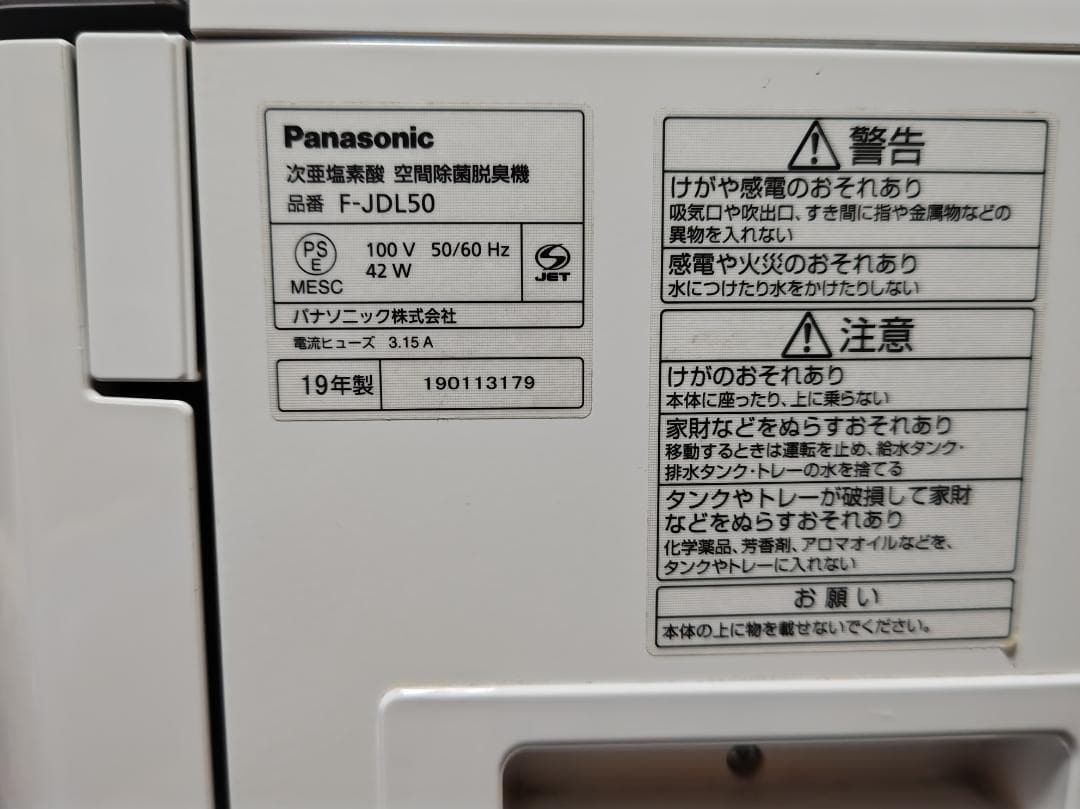 Panasonic
次亜塩素酸 空間除菌脱臭機
品番 F-JDL50
PS
E
MESC
100 V 50/60 Hz
42 W
JET
パナソニック株式会社
電流ヒューズ 3.15 A
19年製 190113179
警告
けがや感電のおそれあり
吸気口や吹出口、すき間に指や金属物などの
異物を入れない
感電や火災のおそれあり
水につけたり水をかけたりしない
注意
けがのおそれあり
本体に座ったり、上に乗らない
家財などをぬらすおそれあり
移動するときは運転を止め、給水タンク・
排水タンク・トレーの水を捨てる
タンクやトレーが破損して家財
などをぬらすおそれあり
化学薬品、芳香剤、アロマオイルなどを、
タンクやトレーに入れない
お願い
本体の上に物を載せないでください。